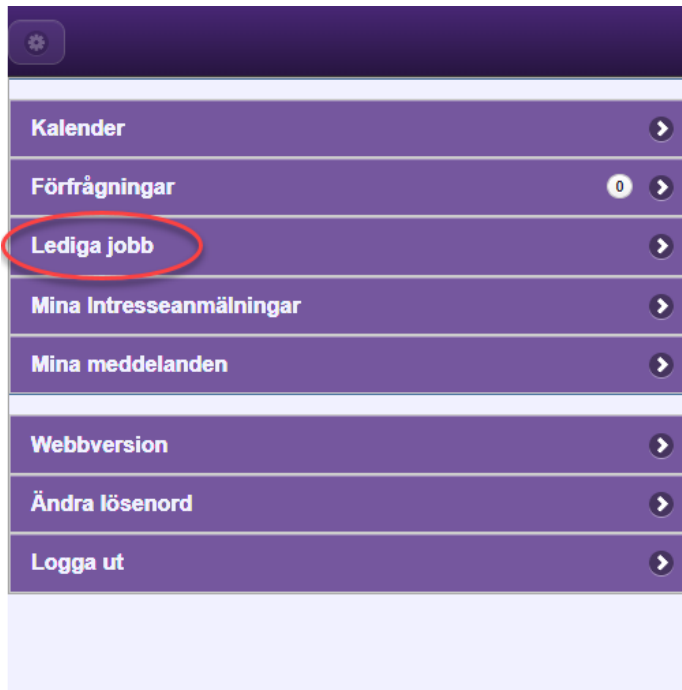 Kalender
Förfrågningar 0
Lediga jobb
Mina Intresseanmälningar
Mina meddelanden
Webbversion
Ändra lösenord
Logga ut